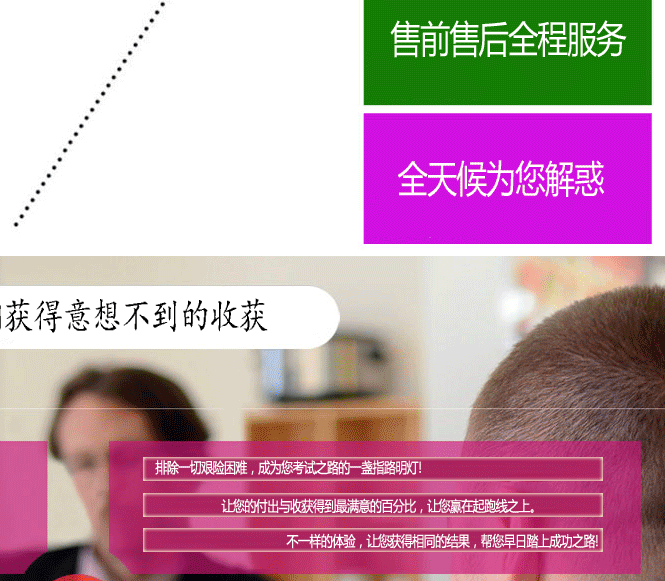 售前售后全程服务
全天候为您解惑
获得意想不到的收获
排除一切艰险困难，成为您考试之路的一盏指路明灯!
让您的付出与收获得到最满意的百分比，让您赢在起跑线之上。
不一样的体验，让您获得相同的结果，帮您早日踏上成功之路!